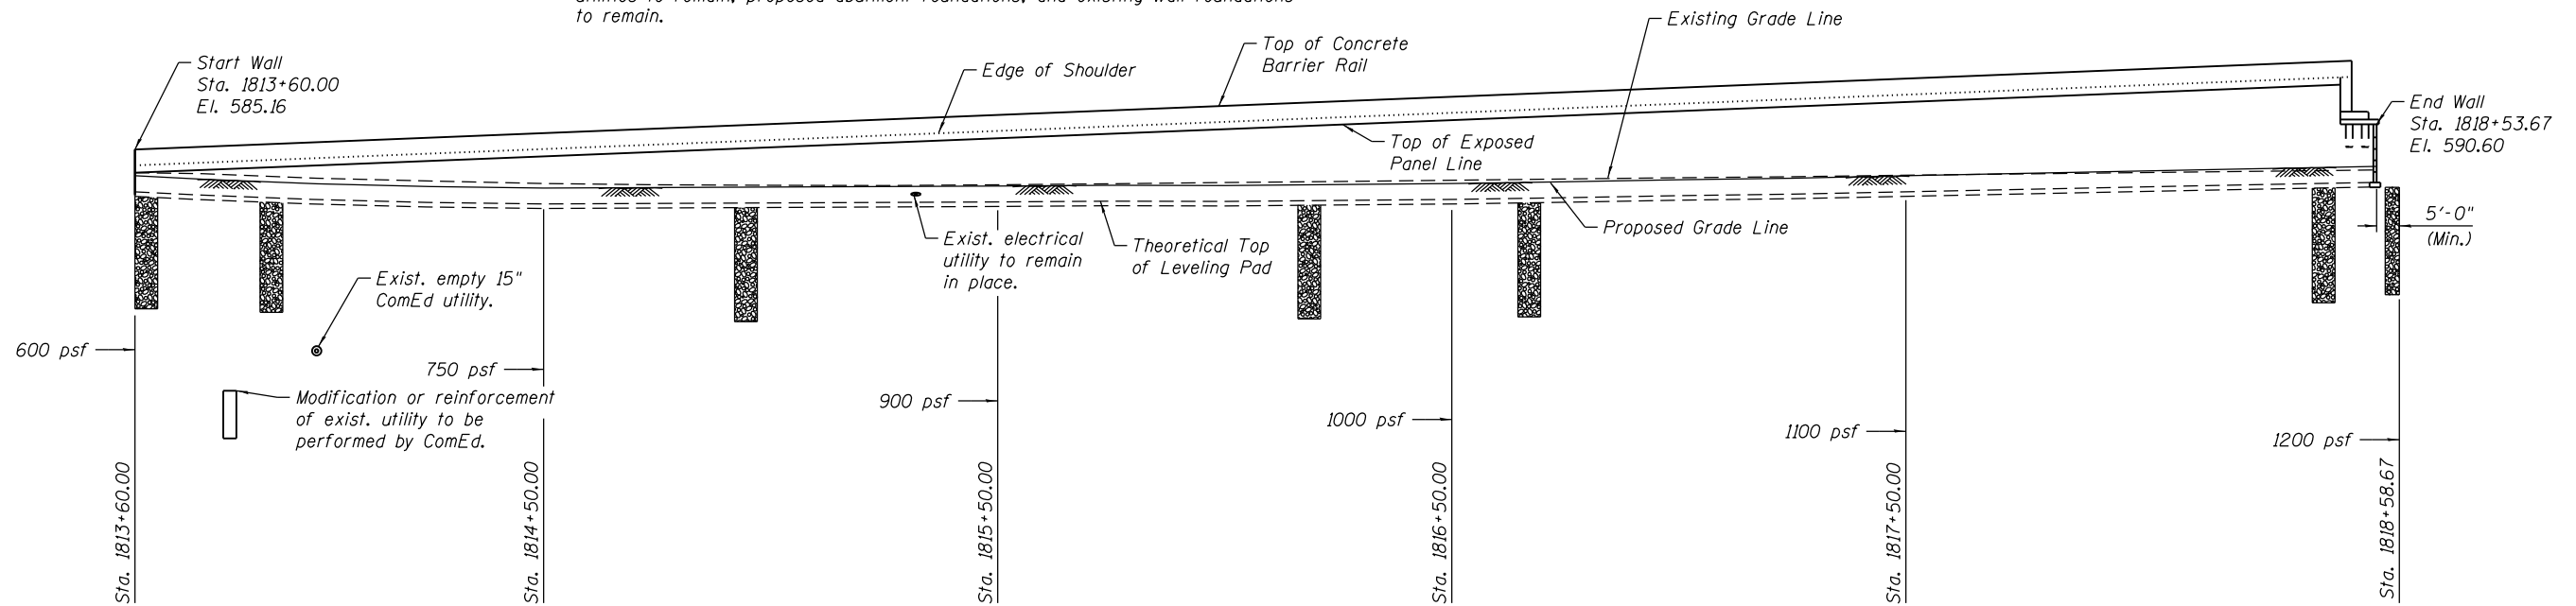 to remain.
Existing Grade Line
Start Wall
Sta. 1813+60.00
El. 585.16
Edge of Shoulder
Top of Concrete
Barrier Rail
End Wall
Sta. 1818+53.67
El. 590.60
Top of Exposed
Panel Line
5'-0"
(Min.)
Proposed Grade Line
Exist. electrical
utility to remain
in place.
Theoretical Top
of Leveling Pad
Exist. empty 15"
ComEd utility.
600 psf
750 psf
Modification or reinforcement
of exist. utility to be
performed by ComEd.
900 psf
1000 psf
1100 psf
1200 psf
Sta. 1813+60.00
Sta. 1814+50.00
Sta. 1815+50.00
Sta. 1816+50.00
Sta. 1817+50.00
Sta. 1818+58.67